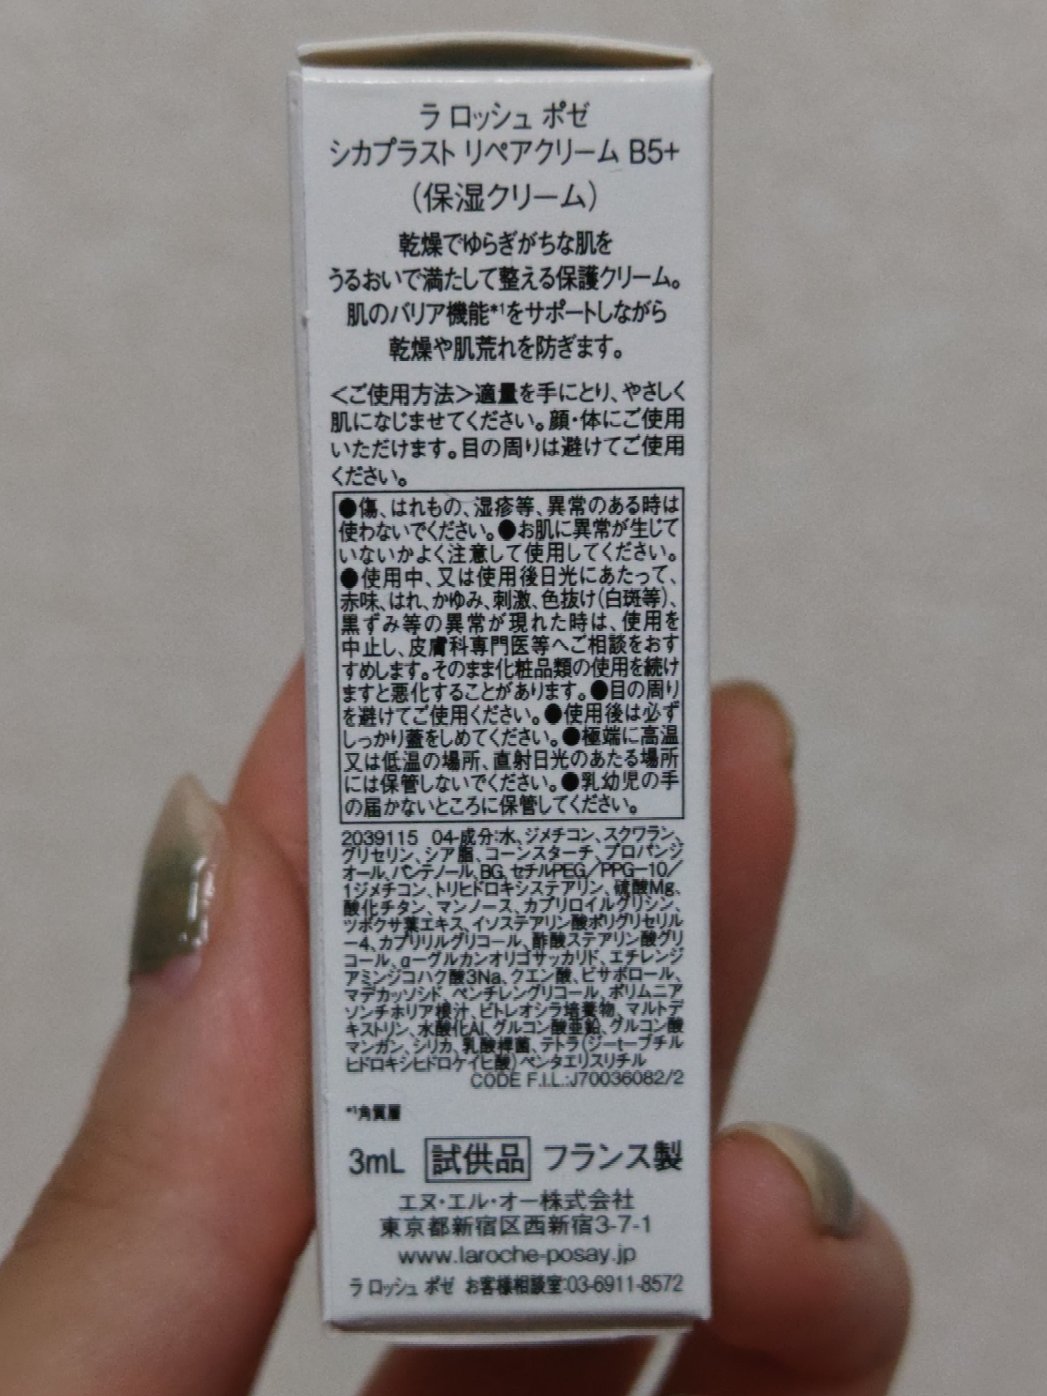 ラ ロッシュ ポゼ
シカプラスト リペアクリーム B5+
(保湿クリーム)
乾燥でゆらぎがちな肌を
うるおいで満たして整える保護クリーム。
肌のバリア機能*¹をサポートしながら
乾燥や肌荒れを防ぎます。
<ご使用方法>適量を手にとり、やさしく
肌になじませてください。顔・体にご使用
いただけます。目の周りは避けてご使用
ください。
●傷、はれもの、湿疹等、異常のある時は
使わないでください。●お肌に異常が生じて
いないかよく注意して使用してください。
●使用中、又は使用後日光にあたって、
赤味、はれ、かゆみ、刺激、色抜け(白斑等)、
黒ずみ等の異常が現れた時は、使用を
中止し、皮膚科専門医等へご相談をおす
すめします。そのまま化粧品類の使用を続け
ますと悪化することがあります。●目の周り
を避けてご使用ください。●使用後は必ず
しっかり蓋をしめてください。●極端に高温
又は低温の場所、直射日光のあたる場所
には保管しないでください。●乳幼児の手
の届かないところに保管してください。
2039115 04-成分:水、ジメチコン、スクワラン、
グリセリン、シア脂、コーンスターチ、プロパンジ
オール、パンテノール、BG、セチルPEG/PPG-10/
1ジメチコン、トリヒドロキシステアリン、硫酸Mg、
酸化チタン、マンノース、カプリロイルグリシン、
ツボクサ葉エキス、イソステアリン酸ポリグリセリル
-4、カプリリルグリコール、酢酸ステアリン酸グリ
コール、α-グルカンオリゴサッカリド、エチレンジ
アミンジコハク酸3Na、クエン酸、ビサボロール、
マデカッソシド、ペンチレングリコール、ポリムニア
ソンチホリア根汁、ビトレオシラ培養物、マルトデ
キストリン、水酸化Al、グルコン酸亜鉛、グルコン酸
マンガン、シリカ、乳酸桿菌、テトラ(ジ-t-ブチル
ヒドロキシヒドロケイヒ酸)ペンタエリスリチル
CODE F.I.L.:J70036082/2
*¹角質層
3mL 試供品 フランス製
エヌ・エル・オー株式会社
東京都新宿区西新宿3-7-1
www.laroche-posay.jp
ラ ロッシュ ポゼ お客様相談室:03-6911-8572